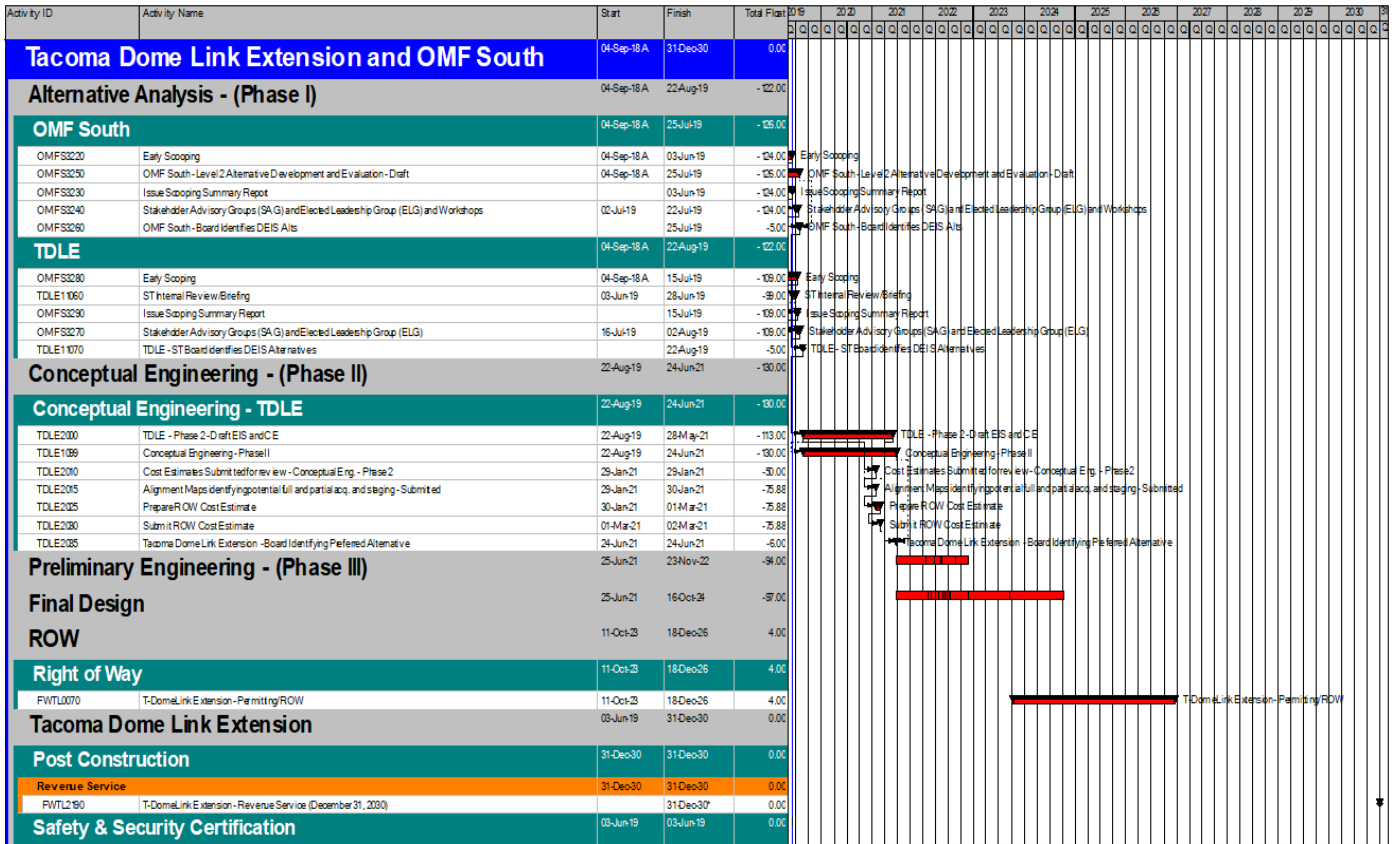 Activity ID Activity Name Start Finish Total Float 2019 2020 2021 2022 2023 2024 2025 2026 2027 2028 2029 2030
Q Q Q Q Q Q Q Q Q Q Q Q Q Q Q Q Q Q Q Q Q Q Q Q Q Q Q Q Q Q Q Q Q Q Q Q Q Q Q Q Q Q Q Q Q Q Q
Tacoma Dome Link Extension and OMF South 04-Sep-18 A 31-Dec-30 0.00
Alternative Analysis - (Phase I) 04-Sep-18 A 22-Aug-19 -122.00
OMF South 04-Sep-18 A 25-Jul-19 -126.00
OMFS3220 Early Scooping 04-Sep-18 A 03-Jun-19 -124.00 Early Scooping
OMFS3250 OMF South - Level 2 Alternative Development and Evaluation - Draft 04-Sep-18 A 25-Jul-19 -126.00 OMF South - Level 2 Alternative Development and Evaluation - Draft
OMFS3230 Issue Scooping Summary Report 03-Jun-19 -124.00 Issue Scooping Summary Report
OMFS3240 Stakeholder Advisory Groups (SAG) and Elected Leadership Group (ELG) and Workshops 02-Jul-19 22-Jul-19 -124.00 Stakeholder Advisory Groups (SAG) and Elected Leadership Group (ELG) and Workshops
OMFS3260 OMF South - Board Identifies DEIS Alts 25-Jul-19 -5.00 OMF South - Board Identifies DEIS Alts
TDLE 04-Sep-18 A 22-Aug-19 -122.00
OMFS3280 Early Scoping 04-Sep-18 A 15-Jul-19 -109.00 Early Scoping
TDLE11060 ST Internal Review/Briefing 03-Jun-19 28-Jun-19 -99.00 ST Internal Review/Briefing
OMFS3290 Issue Scoping Summary Report 15-Jul-19 -109.00 Issue Scoping Summary Report
OMFS3270 Stakeholder Advisory Groups (SAG) and Elected Leadership Group (ELG) 16-Jul-19 02-Aug-19 -109.00 Stakeholder Advisory Groups (SAG) and Elected Leadership Group (ELG)
TDLE11070 TDLE - ST Board identifies DEIS Alternatives 22-Aug-19 -5.00 TDLE - ST Board identifies DEIS Alternatives
Conceptual Engineering - (Phase II) 22-Aug-19 24-Jun-21 -130.00
Conceptual Engineering - TDLE 22-Aug-19 24-Jun-21 -130.00
TDLE2000 TDLE - Phase 2 - Draft EIS and CE 22-Aug-19 28-May-21 -113.00 TDLE - Phase 2 - Draft EIS and CE
TDLE1099 Conceptual Engineering - Phase II 22-Aug-19 24-Jun-21 -130.00 Conceptual Engineering - Phase II
TDLE2010 Cost Estimates Submitted for review - Conceptual Eng. - Phase 2 29-Jan-21 29-Jan-21 -50.00 Cost Estimates Submitted for review - Conceptual Eng. - Phase 2
TDLE2015 Alignment Maps identifying potential full and partial acq. and staging - Submitted 29-Jan-21 30-Jan-21 -75.88 Alignment Maps identifying potential full and partial acq. and staging - Submitted
TDLE2025 Prepare ROW Cost Estimate 30-Jan-21 01-Mar-21 -75.88 Prepare ROW Cost Estimate
TDLE2030 Submit ROW Cost Estimate 01-Mar-21 02-Mar-21 -75.88 Submit ROW Cost Estimate
TDLE2035 Tacoma Dome Link Extension - Board Identifying Preferred Alternative 24-Jun-21 24-Jun-21 -6.00 Tacoma Dome Link Extension - Board Identifying Preferred Alternative
Preliminary Engineering - (Phase III) 25-Jun-21 23-Nov-22 -94.00
Final Design 25-Jun-21 16-Oct-24 -97.00
ROW 11-Oct-23 18-Dec-26 4.00
Right of Way 11-Oct-23 18-Dec-26 4.00
FWTL0070 T-Dome Link Extension - Permitting/ROW 11-Oct-23 18-Dec-26 4.00 T-Dome Link Extension - Permitting/ROW
Tacoma Dome Link Extension 03-Jun-19 31-Dec-30 0.00
Post Construction 31-Dec-30 31-Dec-30 0.00
Revenue Service 31-Dec-30 31-Dec-30 0.00
FWTL2190 T-Dome Link Extension - Revenue Service (December 31, 2030) 31-Dec-30* 0.00
Safety & Security Certification 03-Jun-19 03-Jun-19 0.00